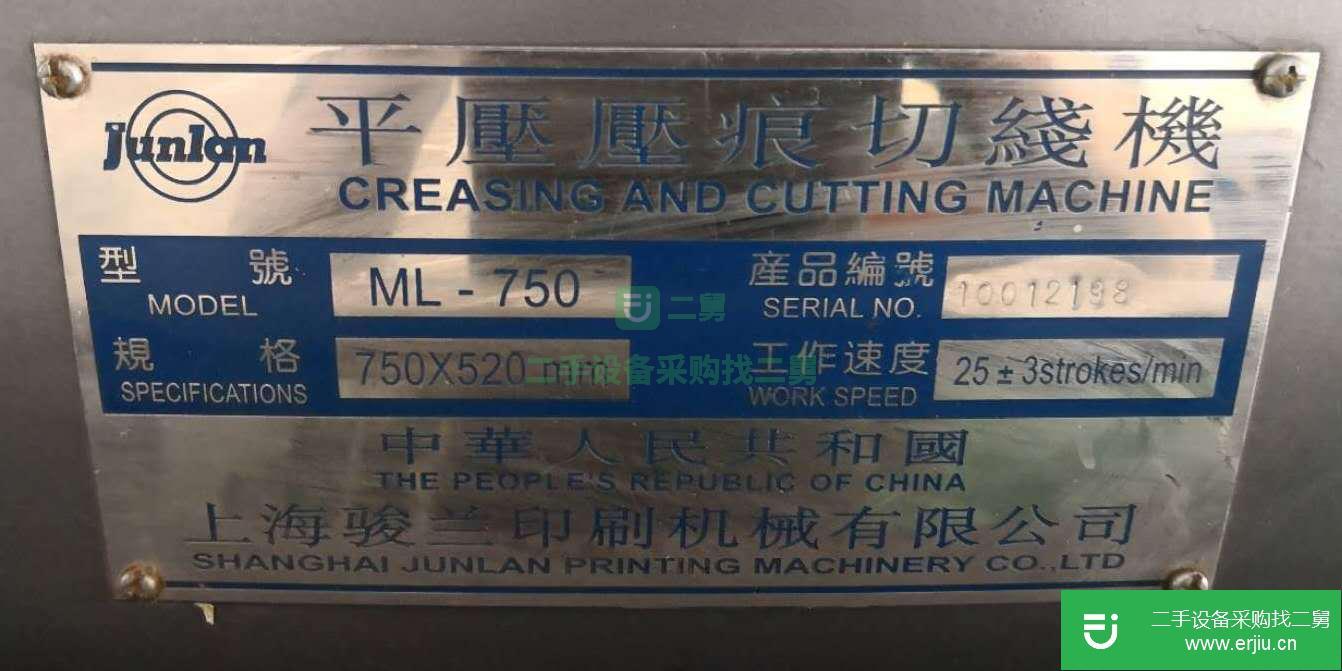 Junlan
平壓壓痕切綫機
CREASING AND CUTTING MACHINE
型號 ML - 750 產品編號 10012198
MODEL SERIAL NO.
二舅
規格 750X520 mm 工作速度 25 ± 3strokes/min
SPECIFICATIONS WORK SPEED
二手设备采购找二舅
中華人民共和國
THE PEOPLE'S REPUBLIC OF CHINA
上海骏兰印刷机械有限公司
SHANGHAI JUNLAN PRINTING MACHINERY CO.,LTD
二手设备采购找二舅
www.erjiu.cn